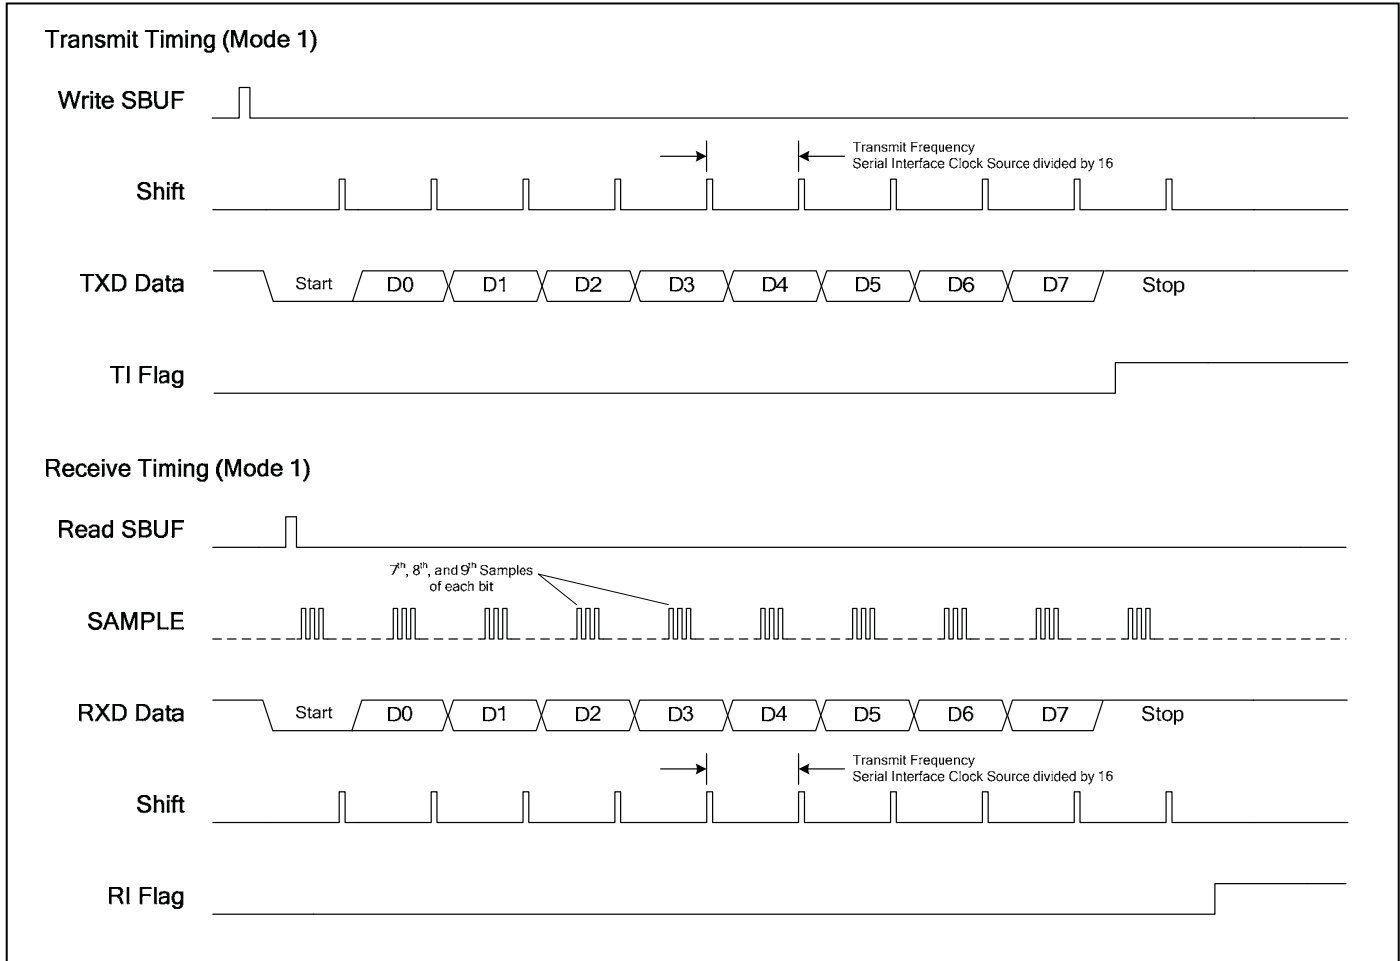 Transmit Timing (Mode 1)
Write SBUF
Transmit Frequency
Serial Interface Clock Source divided by 16
Shift
TXD Data Start D0 D1 D2 D3 D4 D5 D6 D7 Stop
TI Flag
Receive Timing (Mode 1)
Read SBUF
7th, 8th, and 9th Samples
of each bit
SAMPLE
RXD Data Start D0 D1 D2 D3 D4 D5 D6 D7 Stop
Transmit Frequency
Serial Interface Clock Source divided by 16
Shift
RI Flag